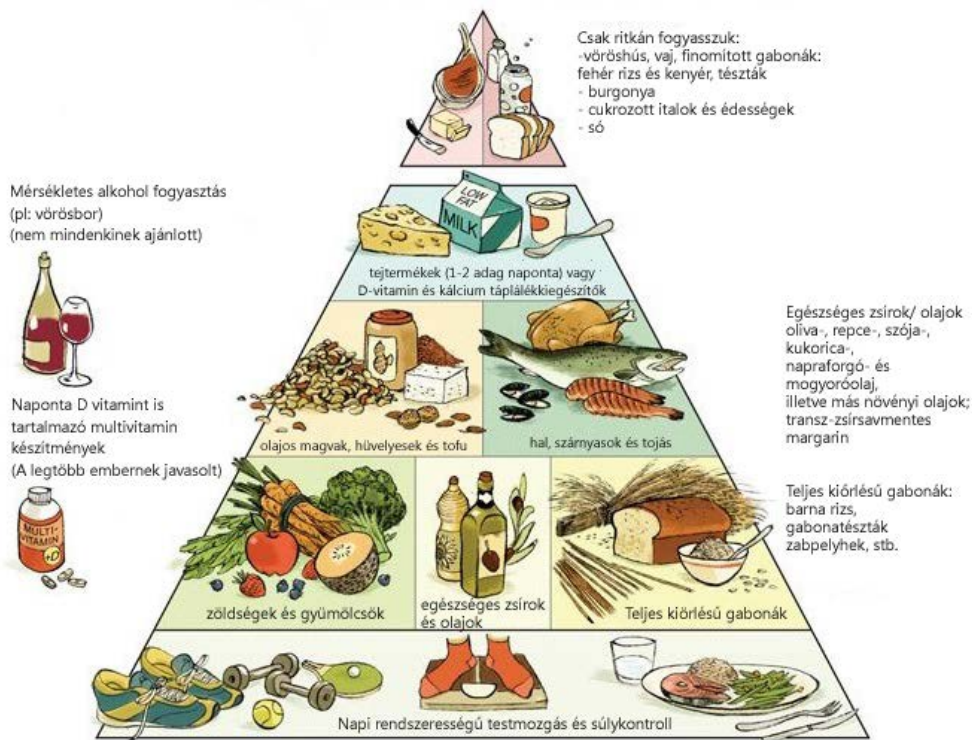 Csak ritkán fogyasszuk:
-vöröshús, vaj, finomított gabonák:
fehér rizs és kenyér, tészták
- burgonya
- cukrozott italok és édességek
- só
Mérsékletes alkohol fogyasztás
(pl: vörösbor)
(nem mindenkinek ajánlott)
LOW
FAT
MILK
tejtermékek (1-2 adag naponta) vagy
D-vitamin és kálcium táplálékkiegészítők
Egészséges zsírok/ olajok
olíva-, repce-, szója-,
kukorica-,
napraforgó- és
mogyoróolaj,
illetve más növényi olajok;
transz-zsírsavmentes
margarin
Naponta D vitamint is
tartalmazó multivitamin
készítmények
(A legtöbb embernek javasolt)
olajos magvak, hüvelyesek és tofu
hal, szárnyasok és tojás
MULTI-
VITAMIN
+D
Teljes kiőrlésű gabonák:
barna rizs,
gabonatészták
zabpelyhek, stb.
zöldségek és gyümölcsök
egészséges zsírok
és olajok
Teljes kiőrlésű gabonák
Napi rendszerességű testmozgás és súlykontroll